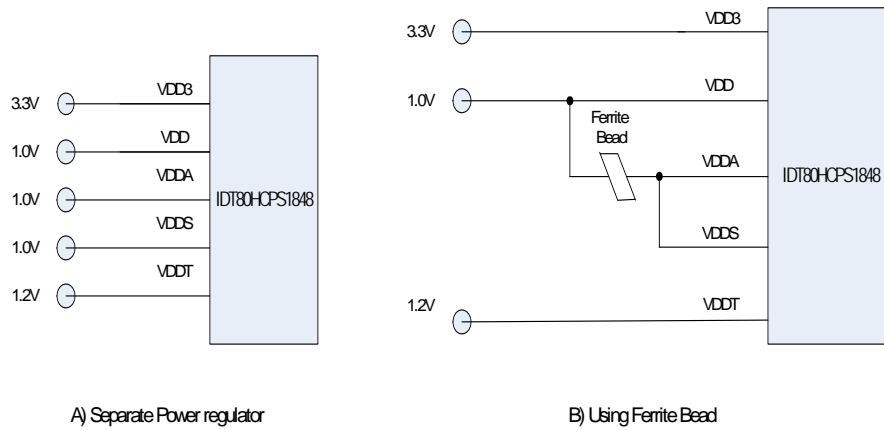 3.3V
VDD3
1.0V
VDD
1.0V
VDDA
1.0V
VDDS
1.2V
VDDT
IDT80HCPS1848
A) Separate Power regulator
3.3V
VDD3
1.0V
VDD
Ferrite
Bead
VDDA
VDDS
1.2V
VDDT
IDT80HCPS1848
B) Using Ferrite Bead